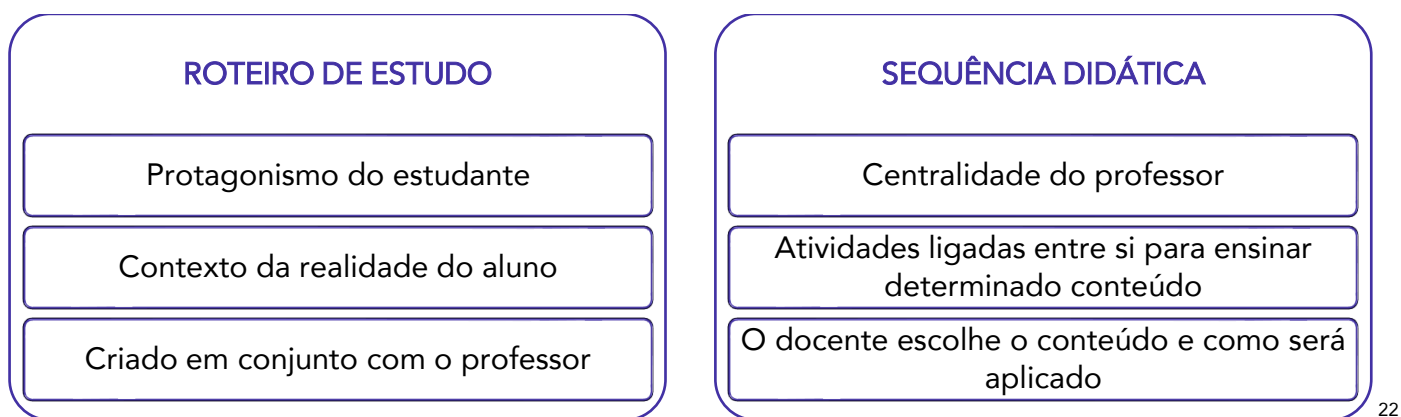 ROTEIRO DE ESTUDO
Protagonismo do estudante
Contexto da realidade do aluno
Criado em conjunto com o professor
SEQUÊNCIA DIDÁTICA
Centralidade do professor
Atividades ligadas entre si para ensinar
determinado conteúdo
O docente escolhe o conteúdo e como será
aplicado
22